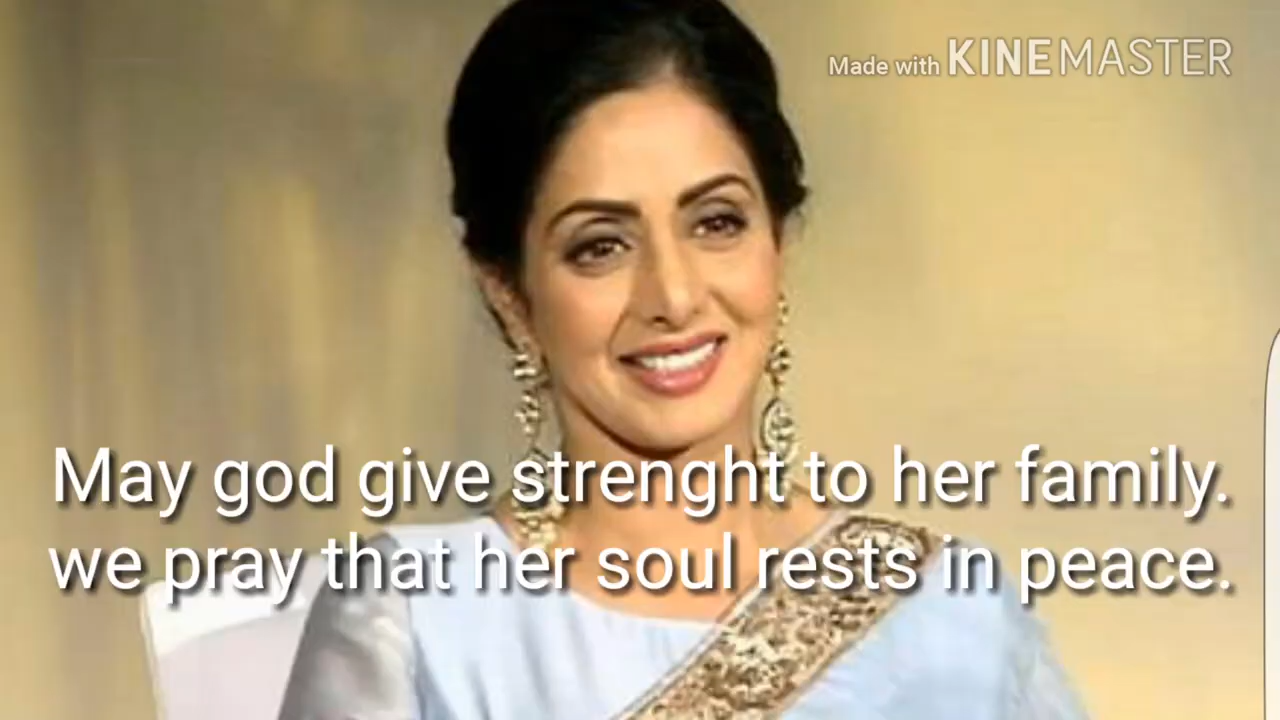 Made with KINEMASTER
May god give strenght to her family.
we pray that her soul rests in peace.